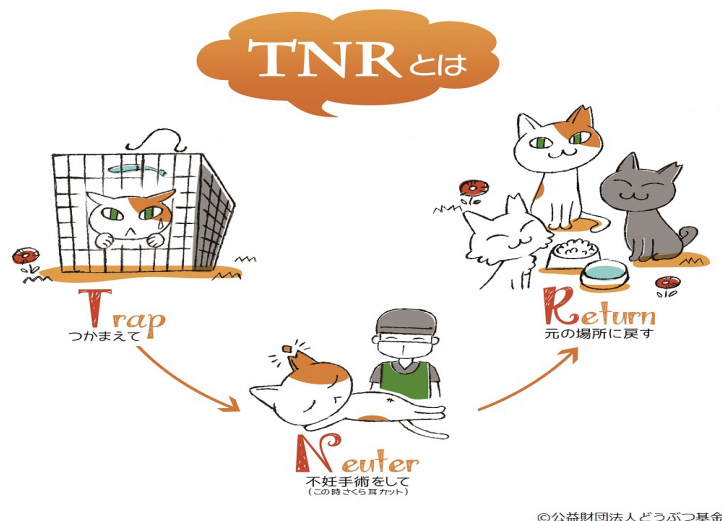 TNRとは
Trap
つかまえて
Neuter
不妊手術をして
(この時さくら耳カット)
Return
元の場所に戻す
©公益財団法人どうぶつ基金